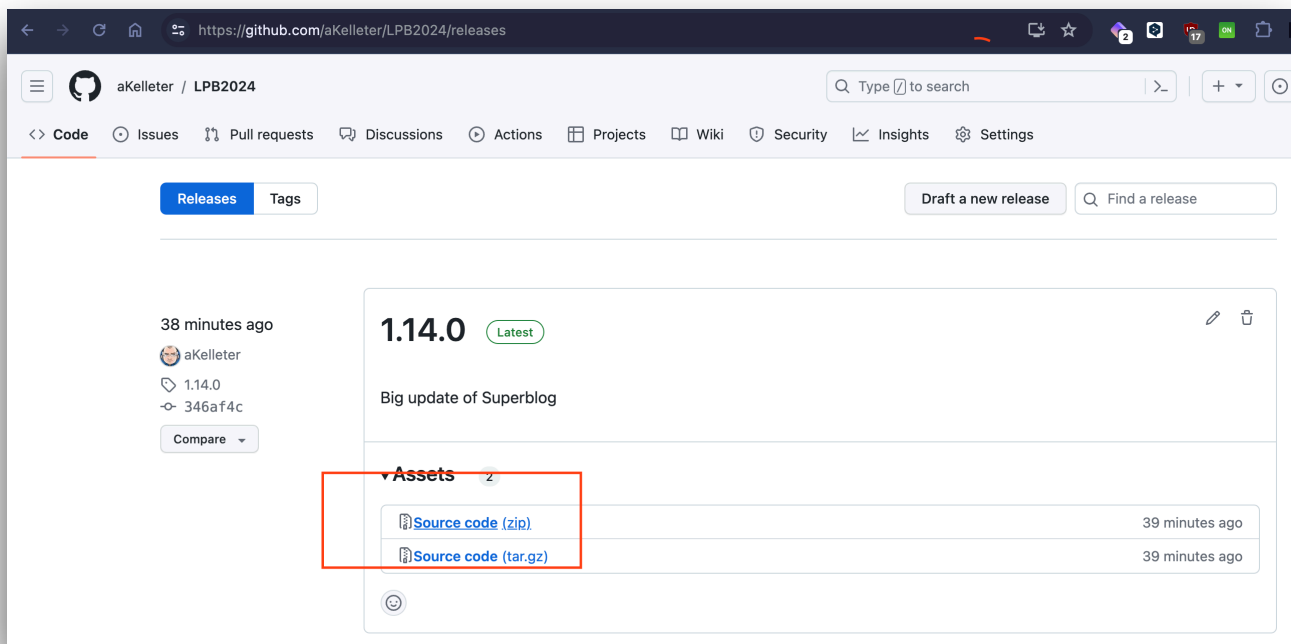 https://github.com/aKelleter/LPB2024/releases
2
17
ON
aKelleter / LPB2024
Type / to search
Code
Issues
Pull requests
Discussions
Actions
Projects
Wiki
Security
Insights
Settings
Releases
Tags
Draft a new release
Find a release
38 minutes ago
aKelleter
1.14.0
346af4c
Compare
1.14.0
Latest
Big update of Superblog
Assets 2
Source code (zip)
39 minutes ago
Source code (tar.gz)
39 minutes ago